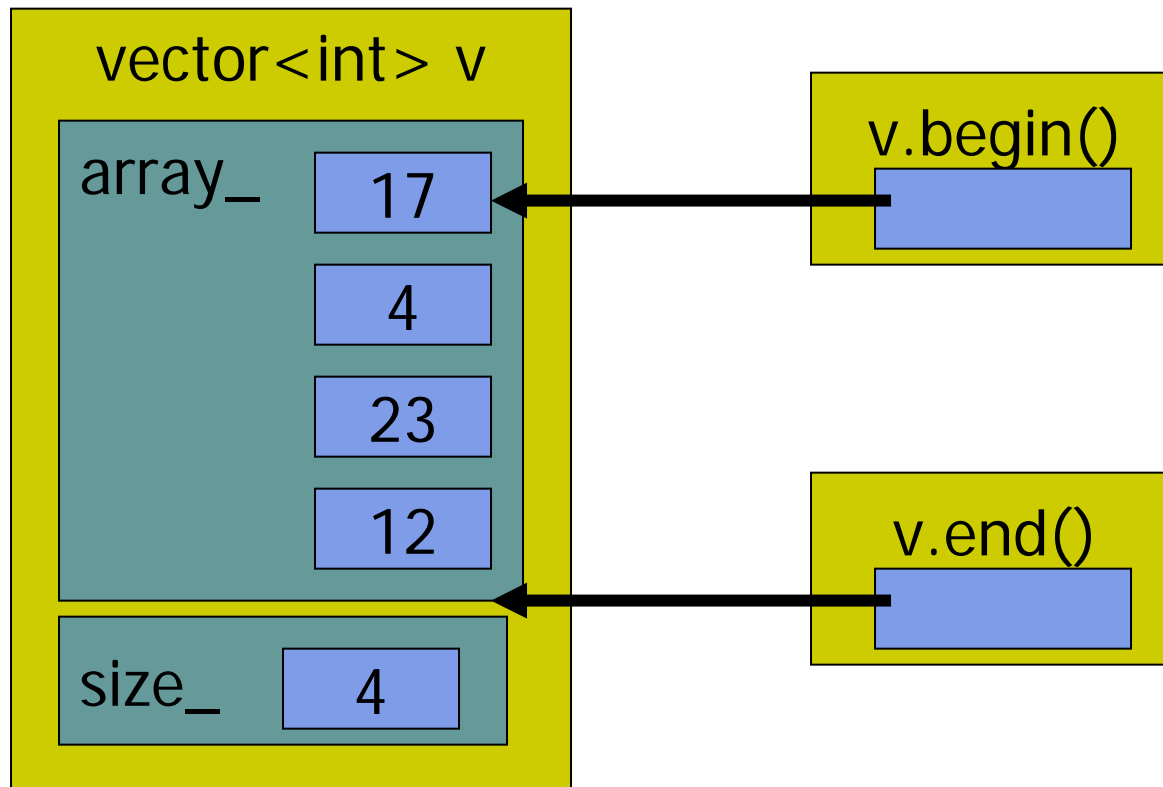 vector<int> v
array_
17
4
23
12
size_ 4
v.begin()
v.end()